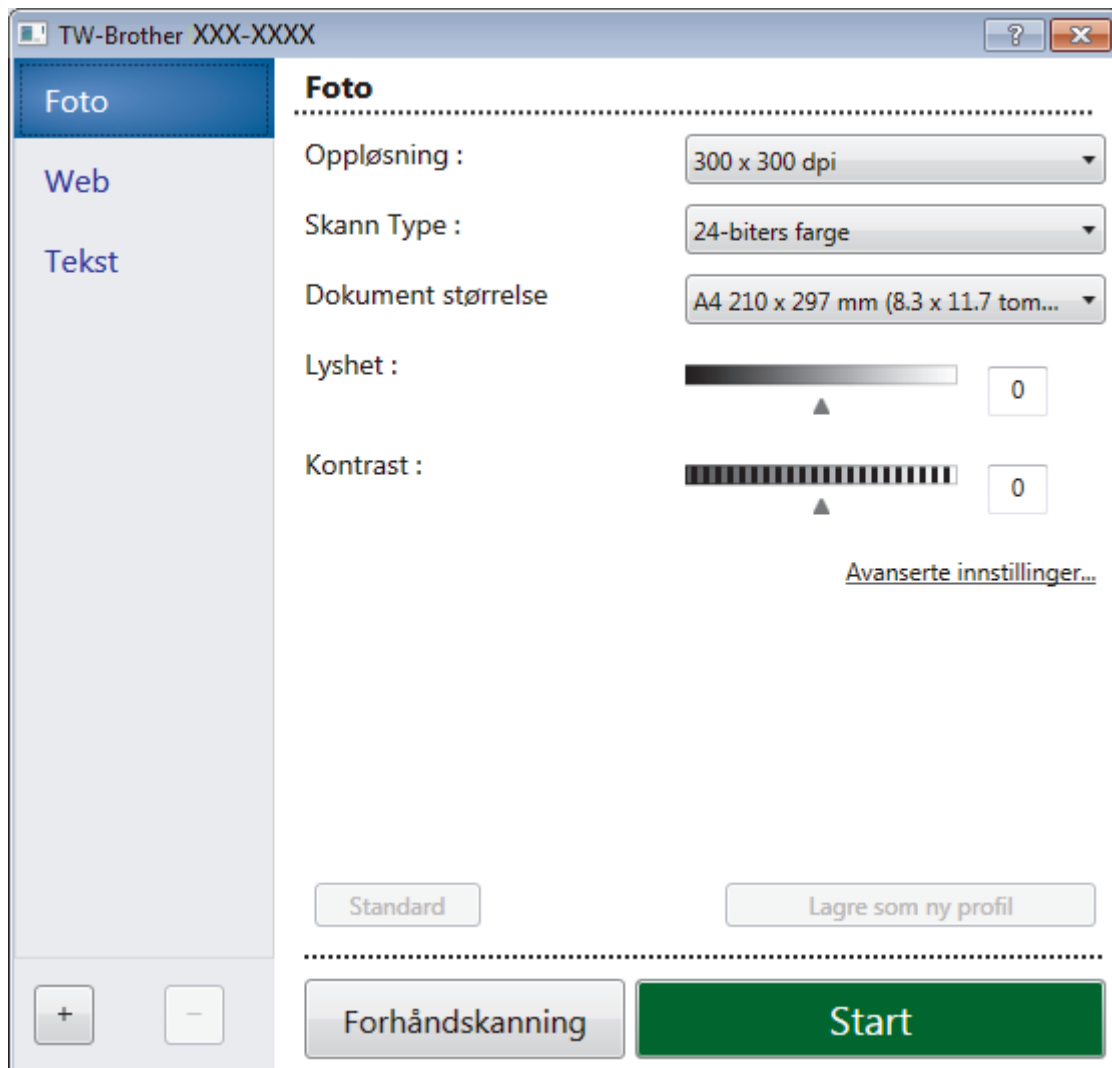 TW-Brother XXX-XXXX
?
Foto
Web
Tekst
Foto
Oppløsning :
300 x 300 dpi
Skann Type :
24-biters farge
Dokument størrelse
A4 210 x 297 mm (8.3 x 11.7 tom...
Lyshet :
0
Kontrast :
0
Avanserte innstillinger...
Standard
Lagre som ny profil
+
−
Forhåndskanning
Start